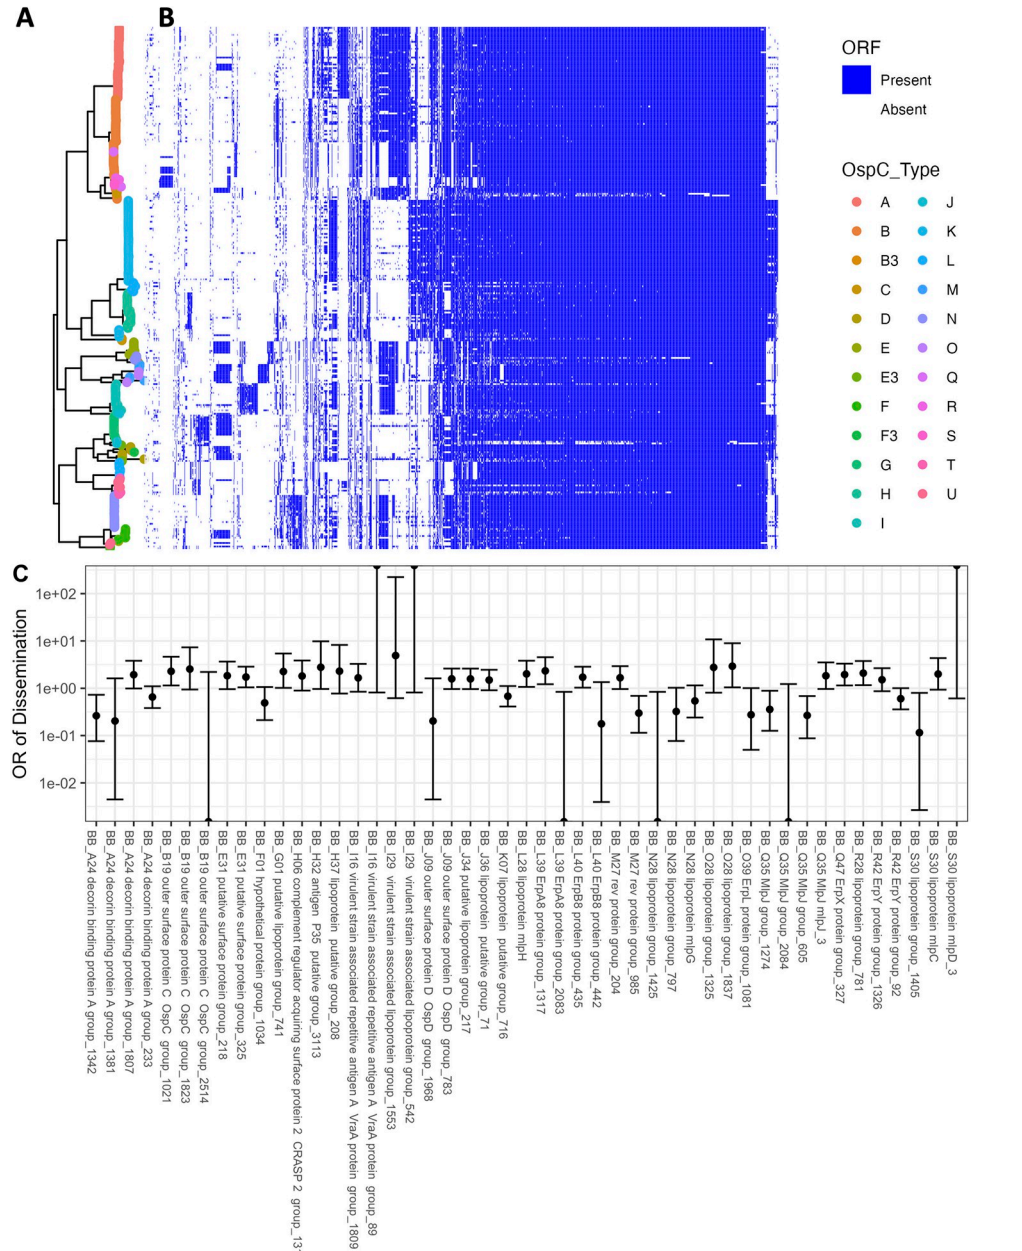 A
B
ORF
Present
Absent
OspC_Type
A
B
B3
C
D
E
E3
F
F3
G
H
I
J
K
L
M
N
O
Q
R
S
T
U
C
OR of Dissemination
1e+02
1e+01
1e+00
1e-01
1e-02
BB_A24 decorin binding protein A group_1342
BB_A24 decorin binding protein A group_1381
BB_A24 decorin binding protein A group_1807
BB_A24 decorin binding protein A group_233
BB_B19 outer surface protein C OspC group_1021
BB_B19 outer surface protein C OspC group_1823
BB_B19 outer surface protein C OspC group_2514
BB_E31 putative surface protein group_218
BB_E31 putative surface protein group_325
BB_F01 hypothetical protein group_1034
BB_G01 putative lipoprotein group_741
BB_H06 complement regulator acquiring surface protein 2 CRASP 2 group_13
BB_H32 antigen P35 putative group_3113
BB_H37 lipoprotein putative group_208
BB_I16 virulent strain associated repetitive antigen A VraA protein group_1809
BB_I16 virulent strain associated repetitive antigen A VraA protein group_89
BB_I29 virulent strain associated lipoprotein group_1553
BB_I29 virulent strain associated lipoprotein group_542
BB_J09 outer surface protein D OspD group_1968
BB_J09 outer surface protein D OspD group_783
BB_J34 putative lipoprotein group_217
BB_J36 lipoprotein putative group_71
BB_K07 lipoprotein putative group_716
BB_L28 lipoprotein mlpH
BB_L39 ErpA8 protein group_1317
BB_L39 ErpA8 protein group_2083
BB_L40 ErpB8 protein group_435
BB_L40 ErpB8 protein group_442
BB_M27 rev protein group_204
BB_M27 rev protein group_985
BB_N28 lipoprotein group_1425
BB_N28 lipoprotein group_797
BB_N28 lipoprotein mlpG
BB_O28 lipoprotein group_1325
BB_O28 lipoprotein group_1837
BB_O39 ErpL protein group_1081
BB_Q35 MlpJ group_1274
BB_Q35 MlpJ group_2084
BB_Q35 MlpJ group_605
BB_Q35 MlpJ mlpJ_3
BB_Q47 ErpX protein group_327
BB_R28 lipoprotein group_781
BB_R42 ErpY protein group_1326
BB_R42 ErpY protein group_92
BB_S30 lipoprotein group_1405
BB_S30 lipoprotein mlpC
BB_S30 lipoprotein mlpD_3